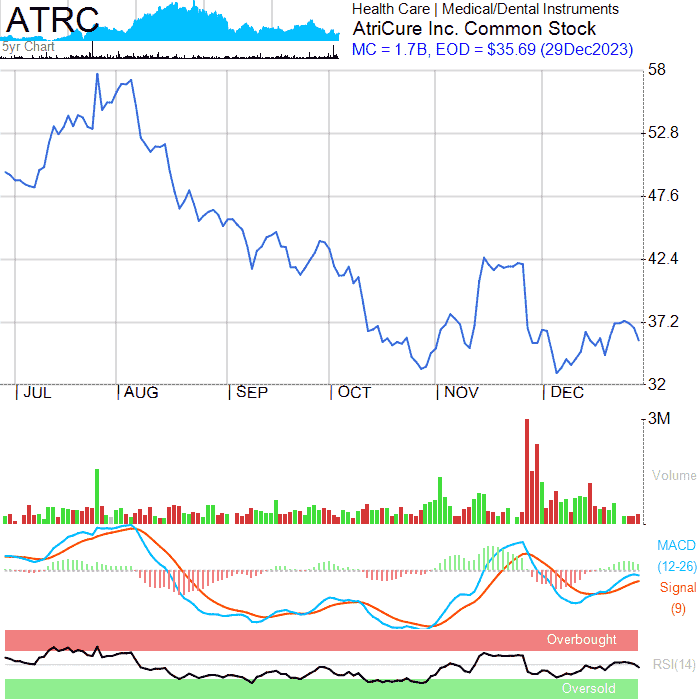 ATRC
5yr Chart
Health Care | Medical/Dental Instruments
AtriCure Inc. Common Stock
MC = 1.7B, EOD = $35.69 (29Dec2023)
58
52.8
47.6
42.4
37.2
32
JUL AUG SEP OCT NOV DEC
3M
Volume
MACD
(12-26)
Signal
(9)
Overbought
RSI(14)
Oversold